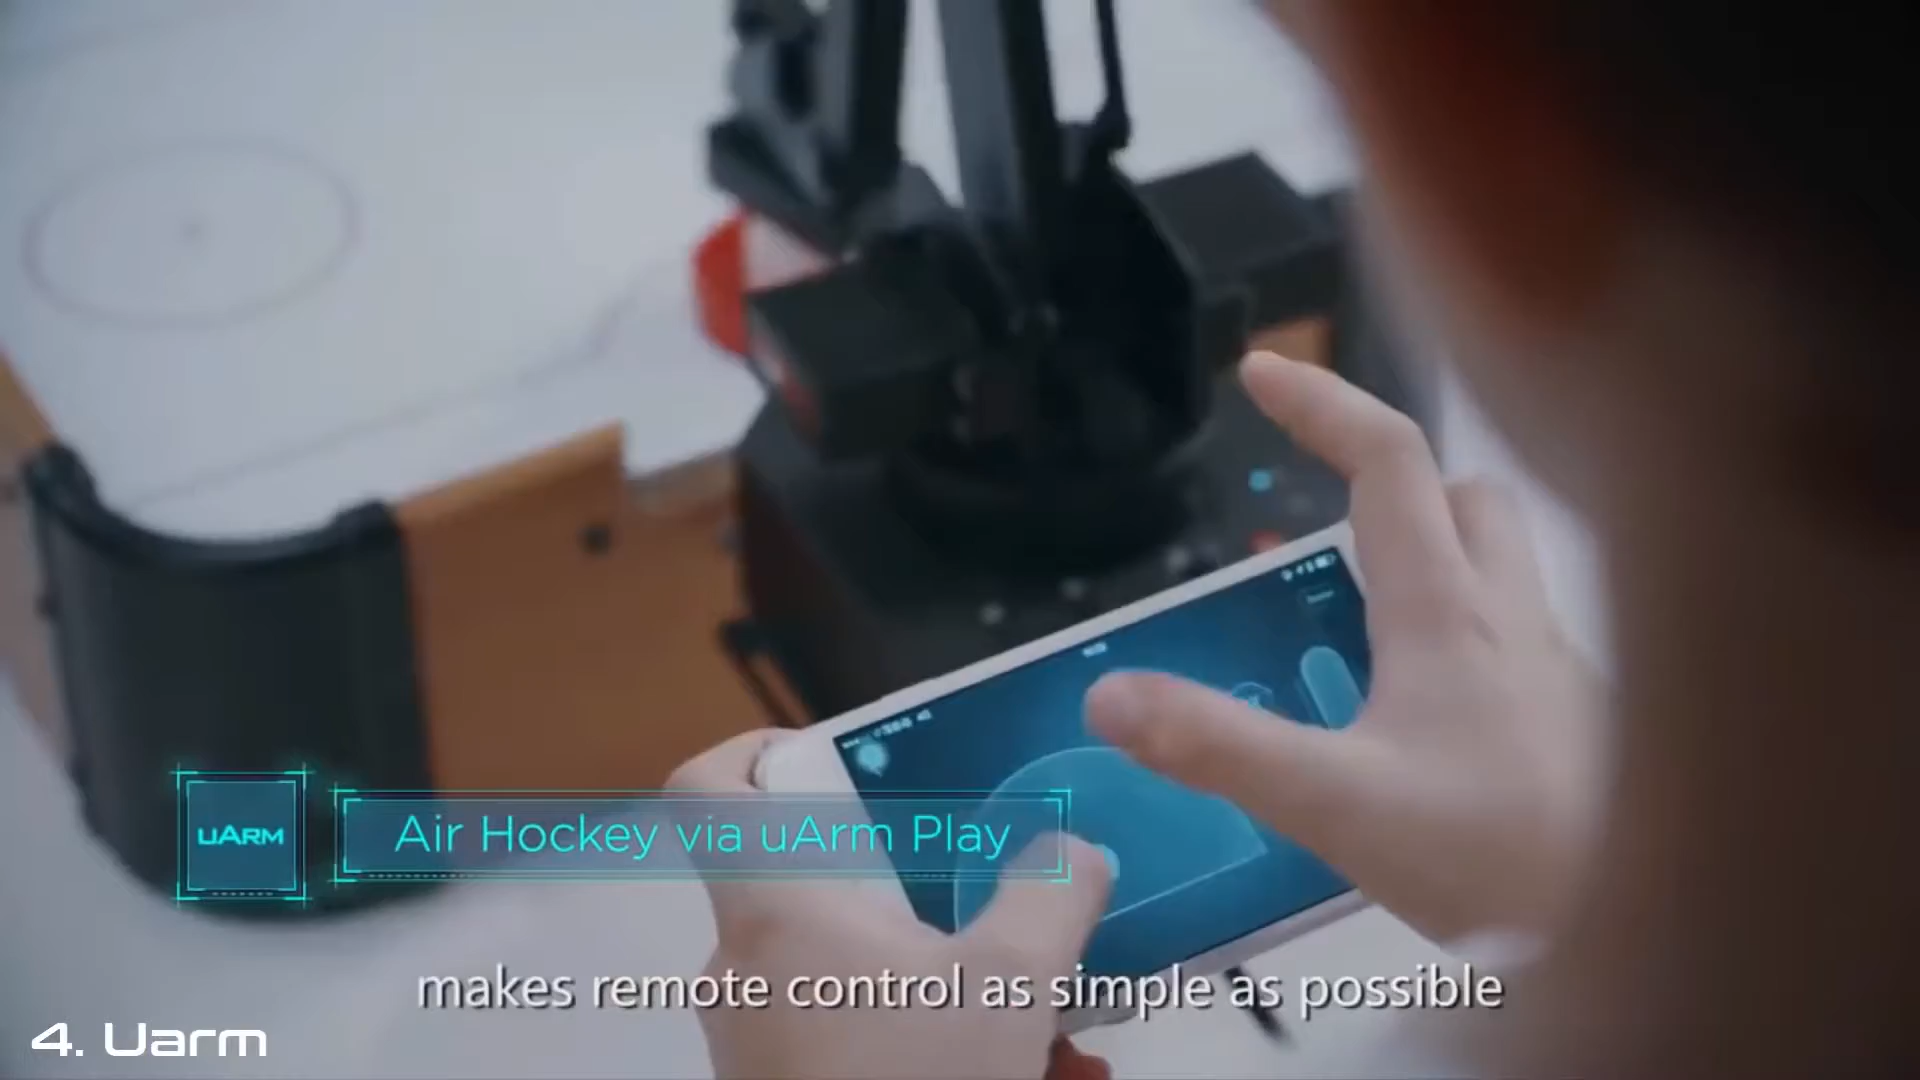 uARM
Air Hockey via uArm Play
makes remote control as simple as possible
4. Uarm